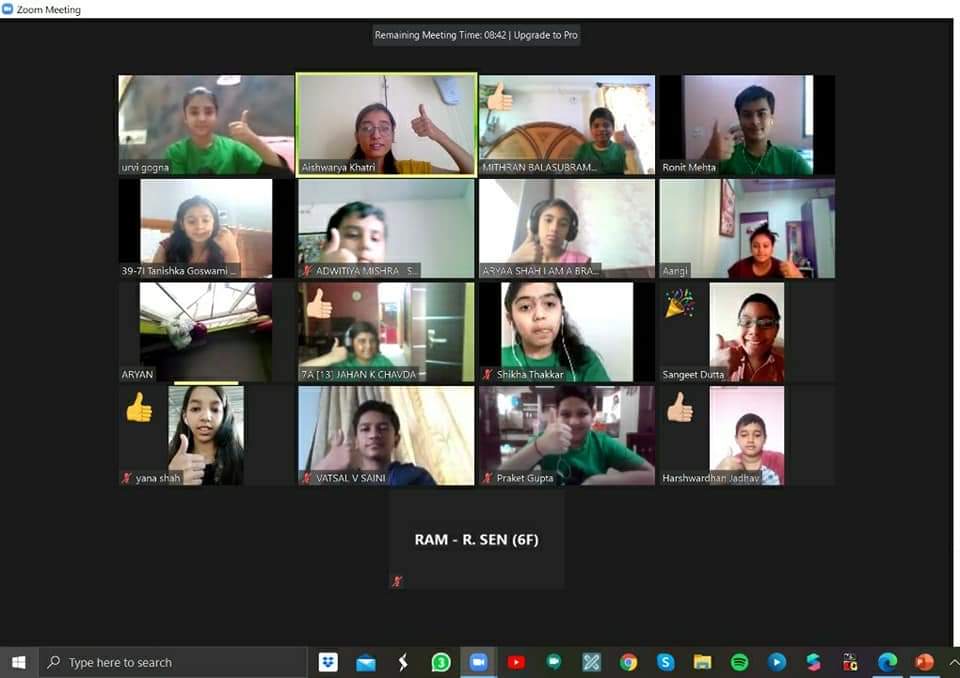 Zoom Meeting
Remaining Meeting Time: 08:42 | Upgrade to Pro
urvi gogna
Aishwarya Khatri
MITHRAN BALASUBRAM...
Ronit Mehta
39-7I Tanishka Goswami ...
ADWITIYA MISHRA _ S...
ARYAA SHAH I AM A BRA...
Aangi
ARYAN
7A [13] JAHAN K CHAVDA
Shikha Thakkar
Sangeet Dutta
yana shah
VATSAL V SAINI
Praket Gupta
Harshwardhan Jadhav
RAM - R. SEN (6F)
Type here to search
3